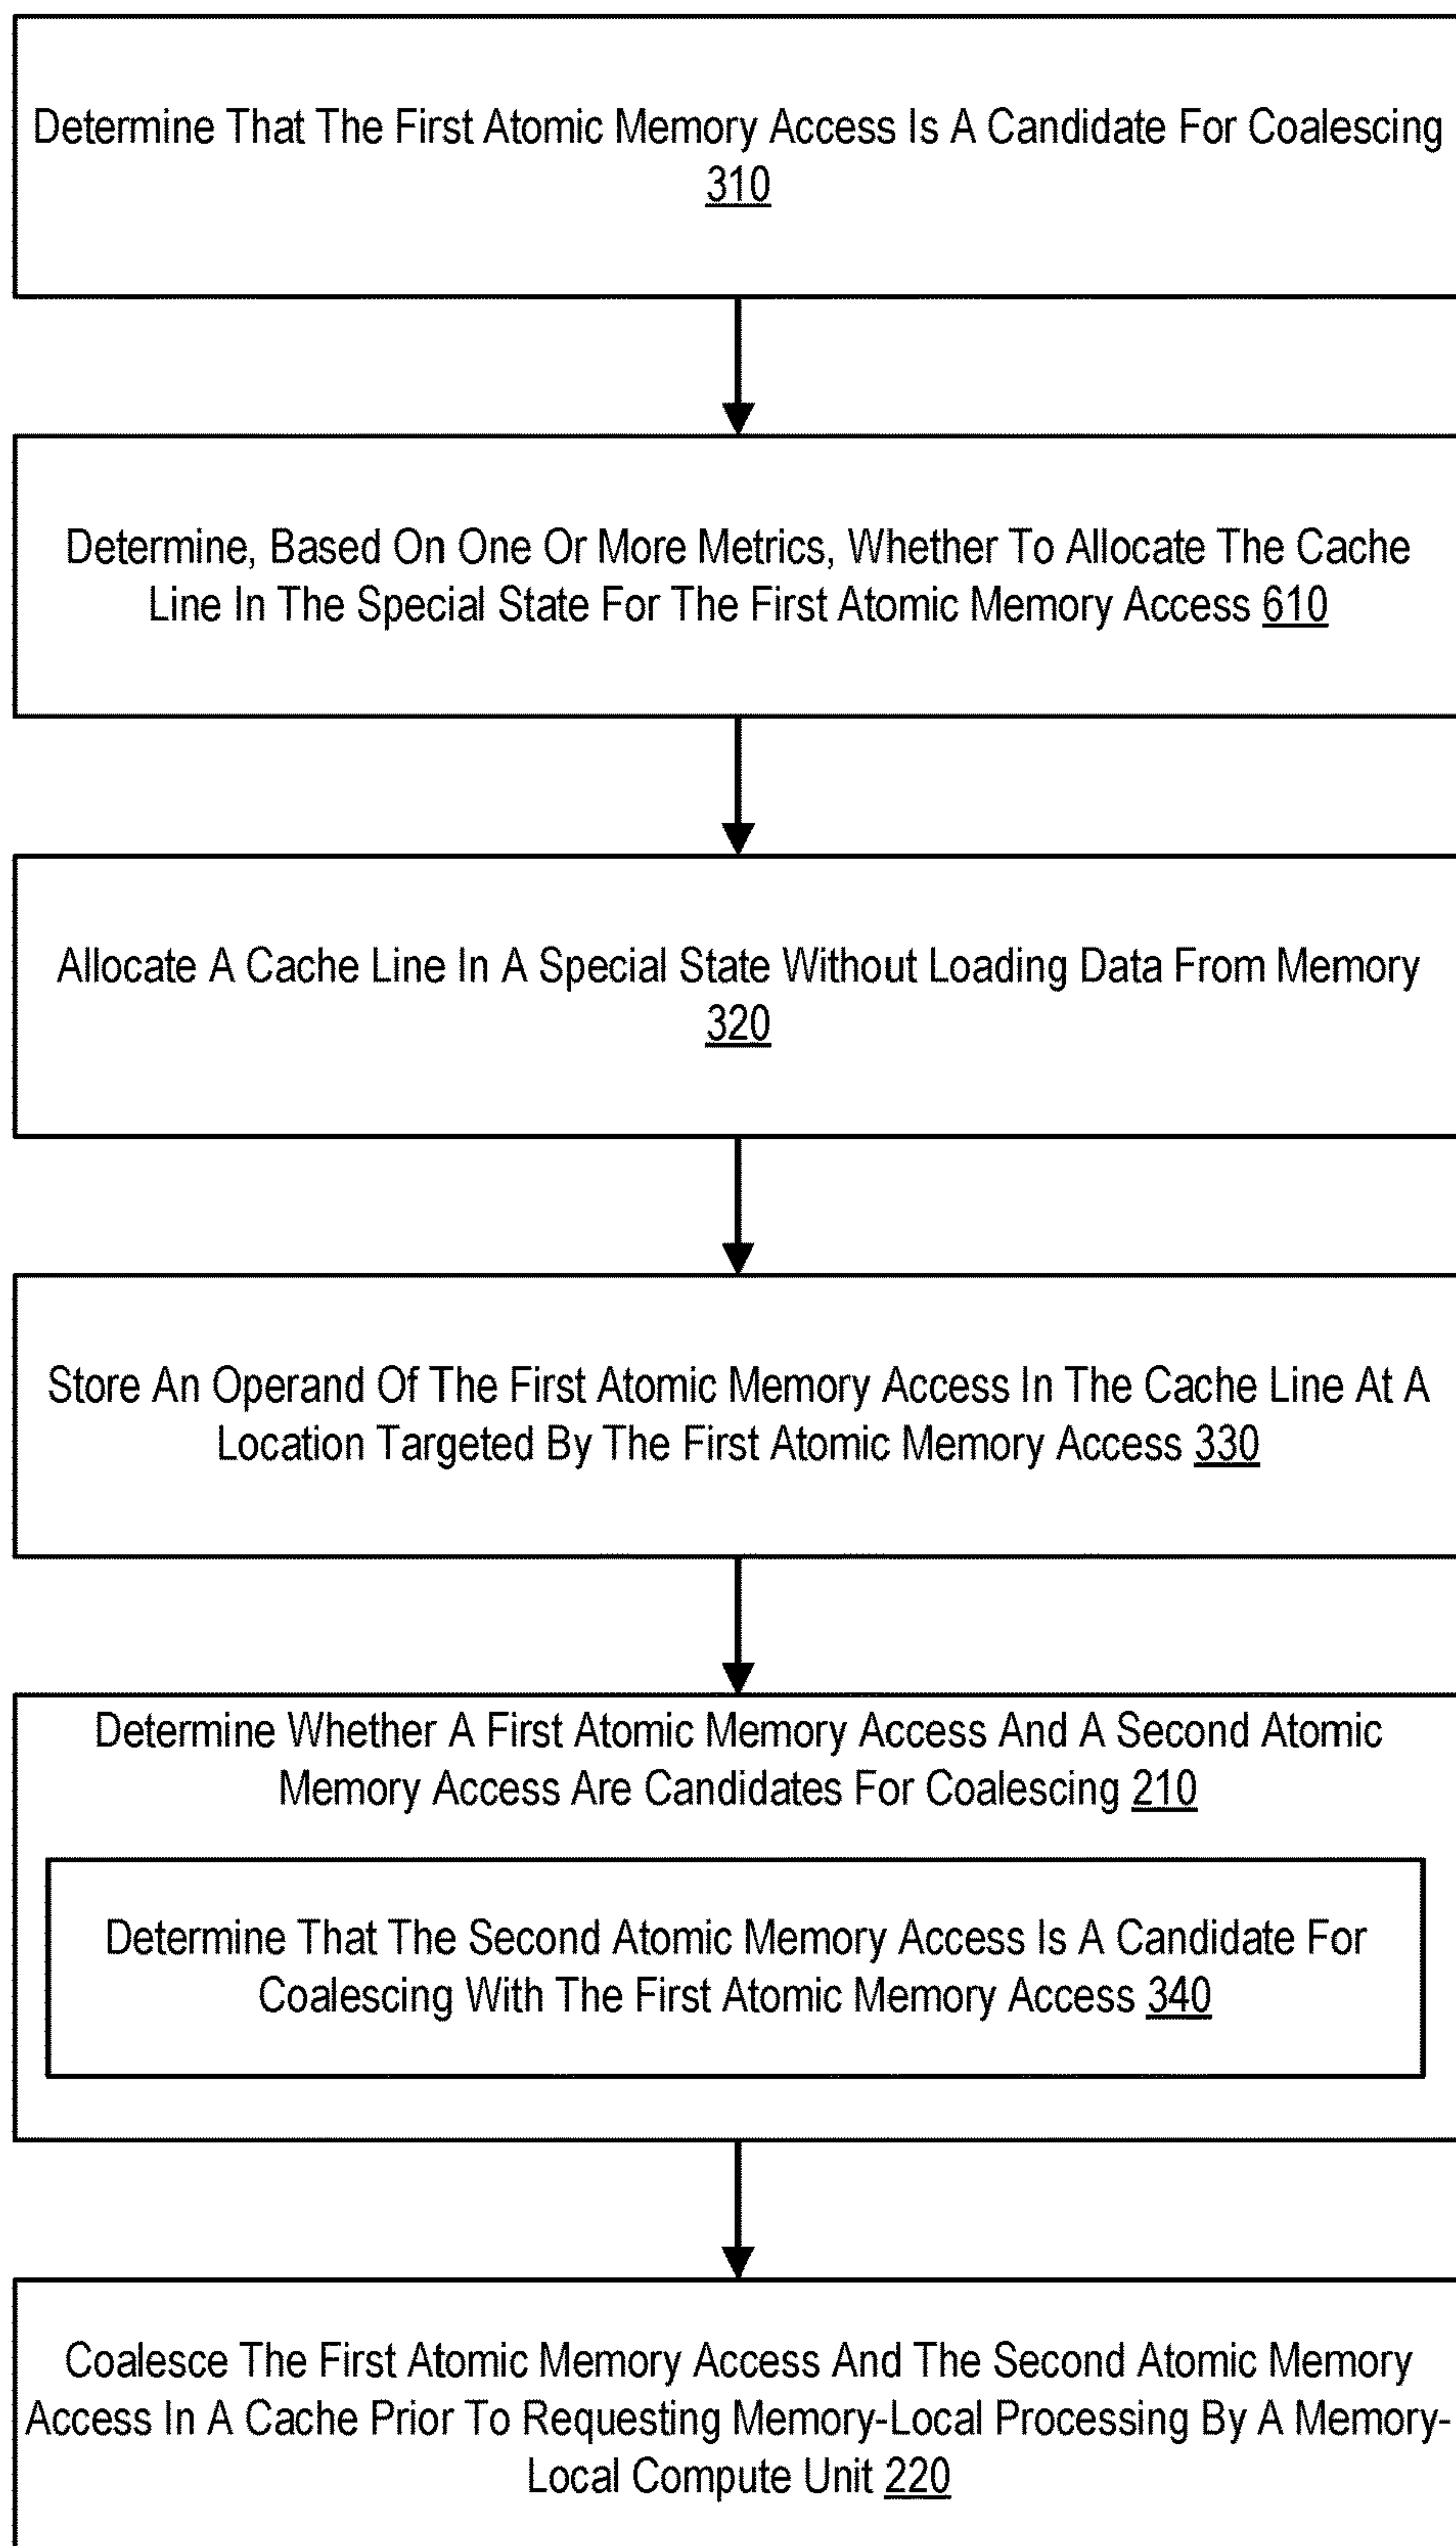 Determine That The First Atomic Memory Access Is A Candidate For Coalescing
310
Determine, Based On One Or More Metrics, Whether To Allocate The Cache
Line In The Special State For The First Atomic Memory Access 610
Allocate A Cache Line In A Special State Without Loading Data From Memory
320
Store An Operand Of The First Atomic Memory Access In The Cache Line At A
Location Targeted By The First Atomic Memory Access 330
Determine Whether A First Atomic Memory Access And A Second Atomic
Memory Access Are Candidates For Coalescing 210
Determine That The Second Atomic Memory Access Is A Candidate For
Coalescing With The First Atomic Memory Access 340
Coalesce The First Atomic Memory Access And The Second Atomic Memory
Access In A Cache Prior To Requesting Memory-Local Processing By A Memory-
Local Compute Unit 220